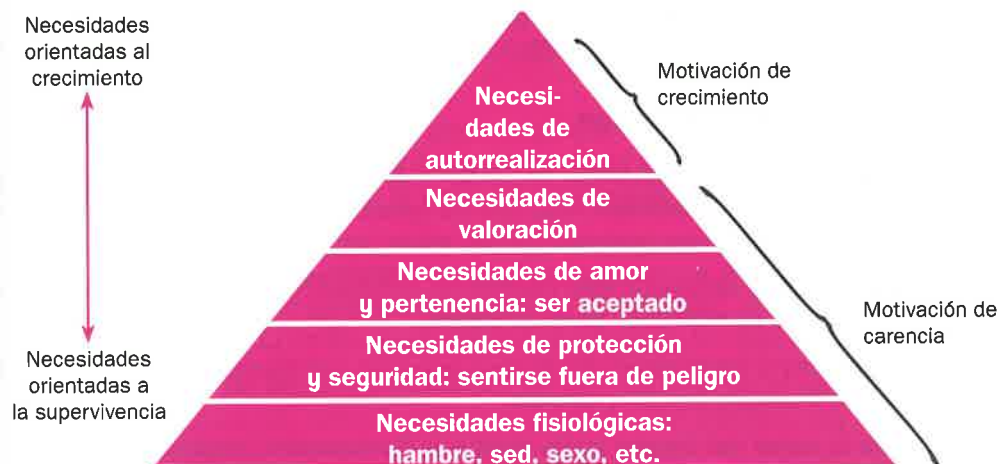 Necesidades
orientadas al
crecimiento
Motivación de
crecimiento
Necesi-
dades de
autorrealización
Necesidades de
valoración
Necesidades de amor
y pertenencia: ser aceptado
Motivación de
carencia
Necesidades de protección
y seguridad: sentirse fuera de peligro
Necesidades
orientadas a
la supervivencia
Necesidades fisiológicas:
hambre, sed, sexo, etc.